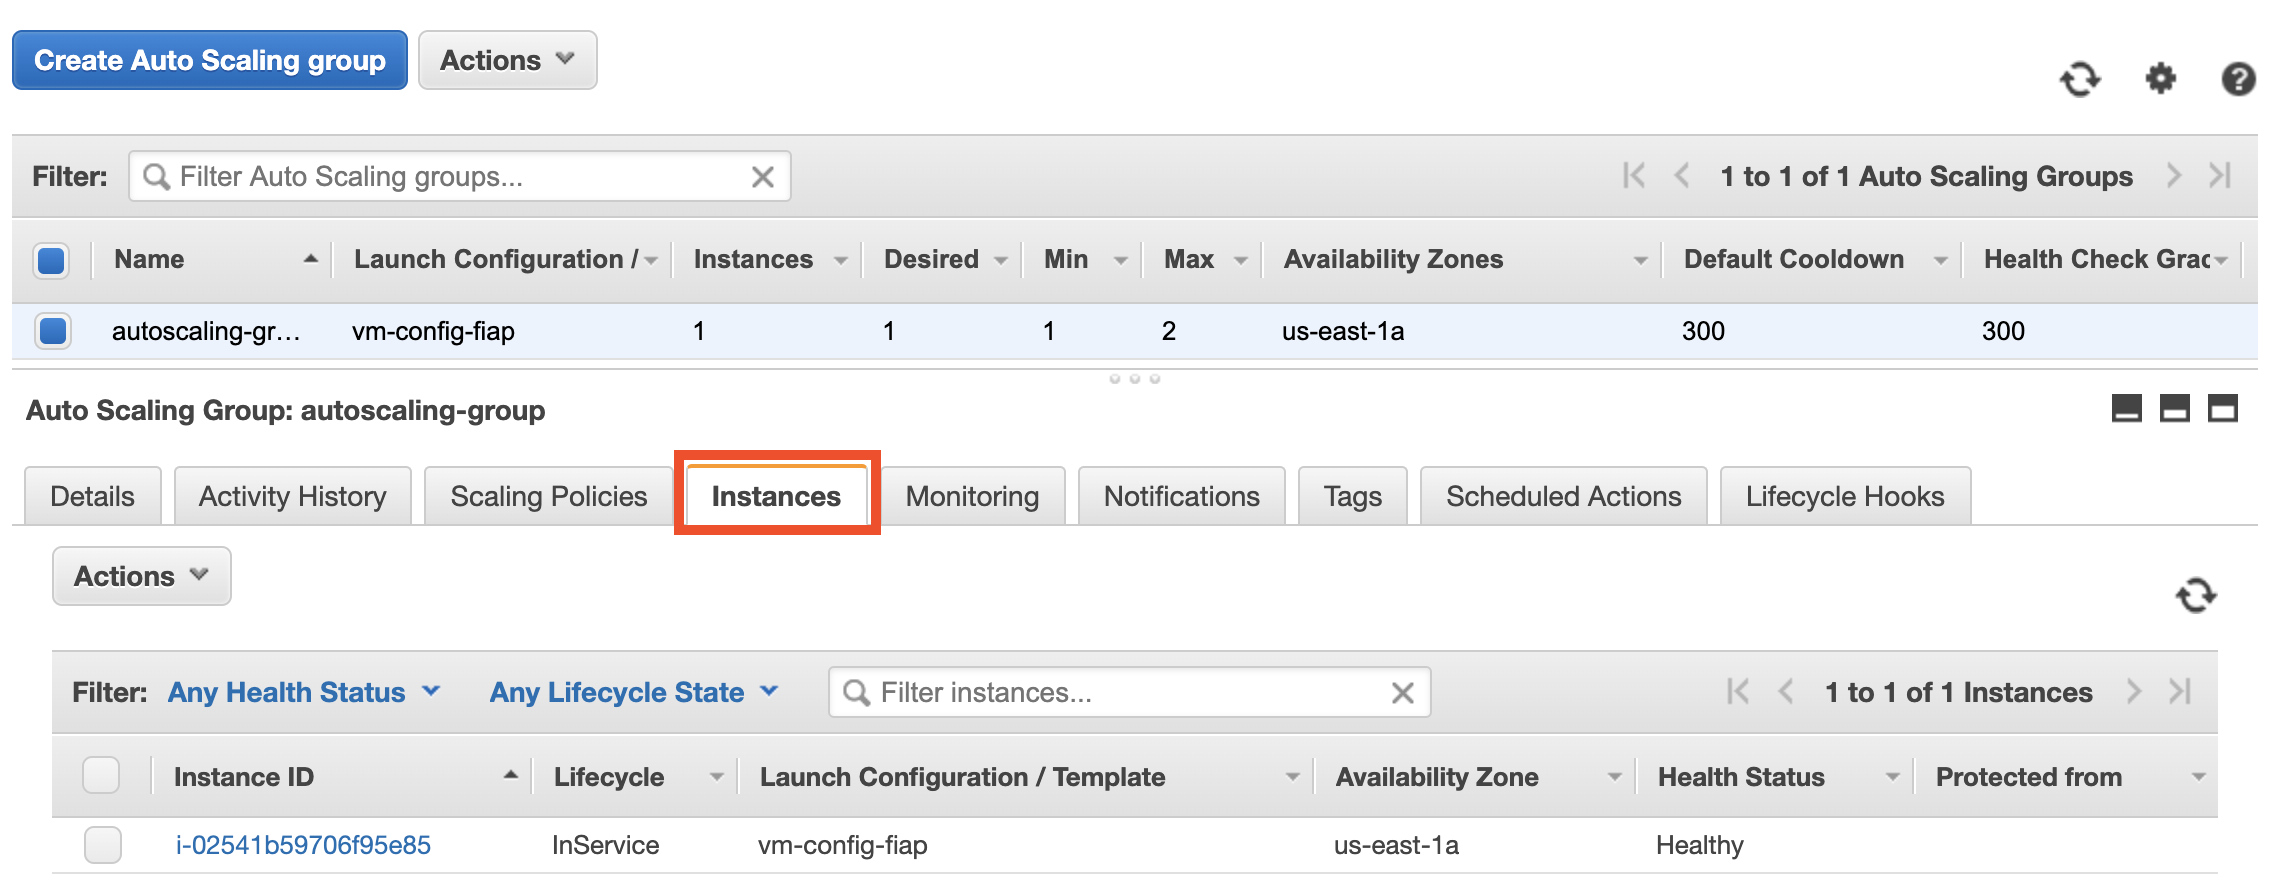 Create Auto Scaling group Actions
Filter: Filter Auto Scaling groups... 1 to 1 of 1 Auto Scaling Groups
Name Launch Configuration / Instances Desired Min Max Availability Zones Default Cooldown Health Check Grac
autoscaling-gr... vm-config-fiap 1 1 1 2 us-east-1a 300 300
Auto Scaling Group: autoscaling-group
Details Activity History Scaling Policies Instances Monitoring Notifications Tags Scheduled Actions Lifecycle Hooks
Actions
Filter: Any Health Status Any Lifecycle State Filter instances... 1 to 1 of 1 Instances
Instance ID Lifecycle Launch Configuration / Template Availability Zone Health Status Protected from
i-02541b59706f95e85 InService vm-config-fiap us-east-1a Healthy